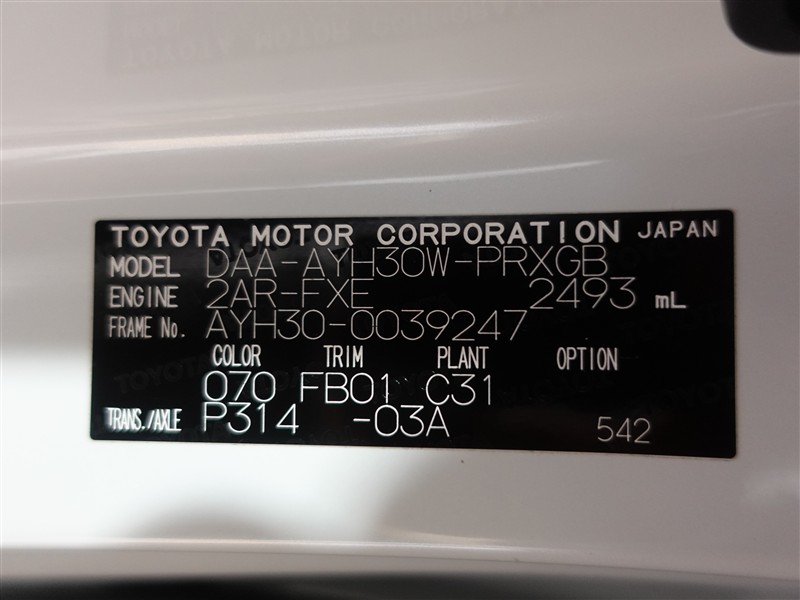 TOYOTA MOTOR CORPORATION JAPAN
MODEL DAA-AYH30W-PRXGB
ENGINE 2AR-FXE 2493 mL
FRAME No. AYH30-0039247
COLOR TRIM PLANT OPTION
070 FB01 C31
TRANS./AXLE P314 -03A 542